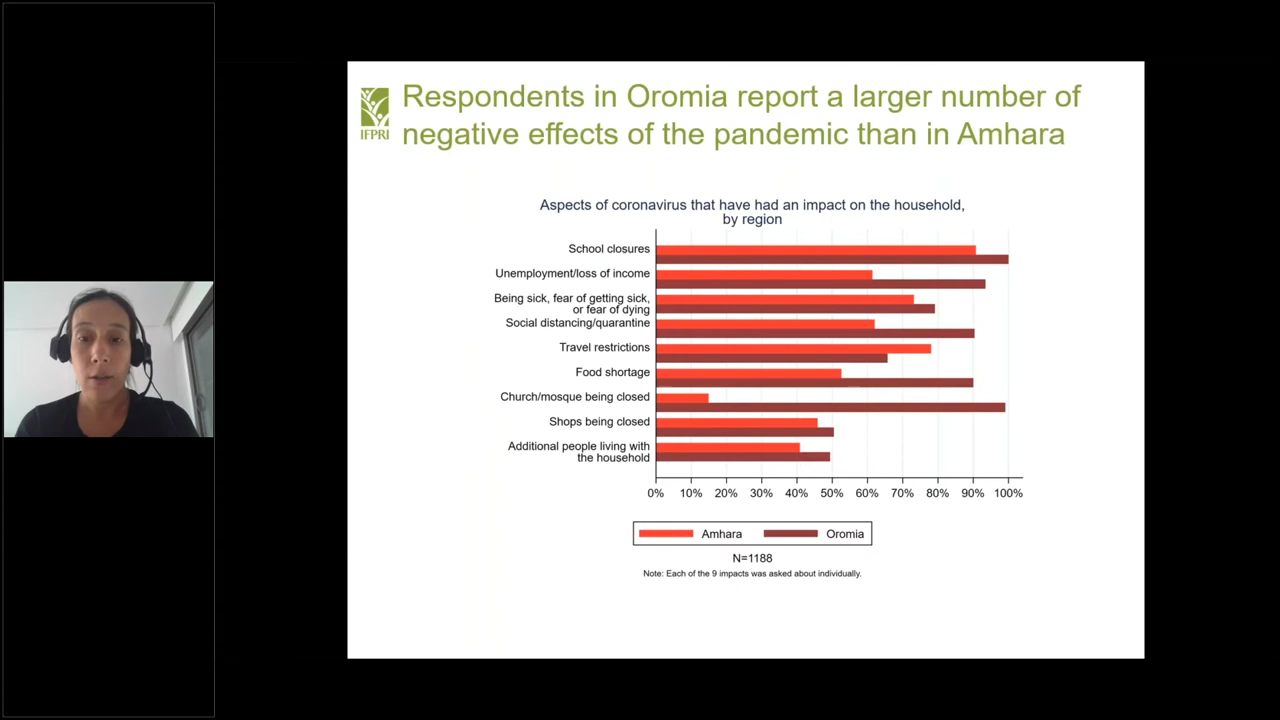 Respondents in Oromia report a larger number of
negative effects of the pandemic than in Amhara
IFPRI
Aspects of coronavirus that have had an impact on the household,
by region
School closures
Unemployment/loss of income
Being sick, fear of getting sick,
or fear of dying
Social distancing/quarantine
Travel restrictions
Food shortage
Church/mosque being closed
Shops being closed
Additional people living with
the household
0% 10% 20% 30% 40% 50% 60% 70% 80% 90% 100%
Amhara Oromia
N=1188
Note: Each of the 9 impacts was asked about individually.